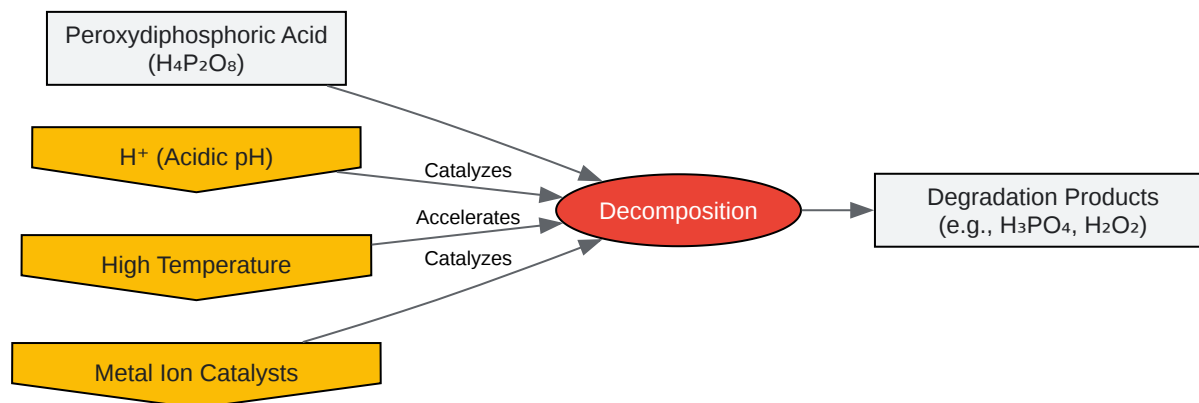 Peroxydiphosphoric Acid
(H₄P₂O₈)
H⁺ (Acidic pH)
Catalyzes
Accelerates
High Temperature
Catalyzes
Metal Ion Catalysts
Decomposition
Degradation Products
(e.g., H₃PO₄, H₂O₂)